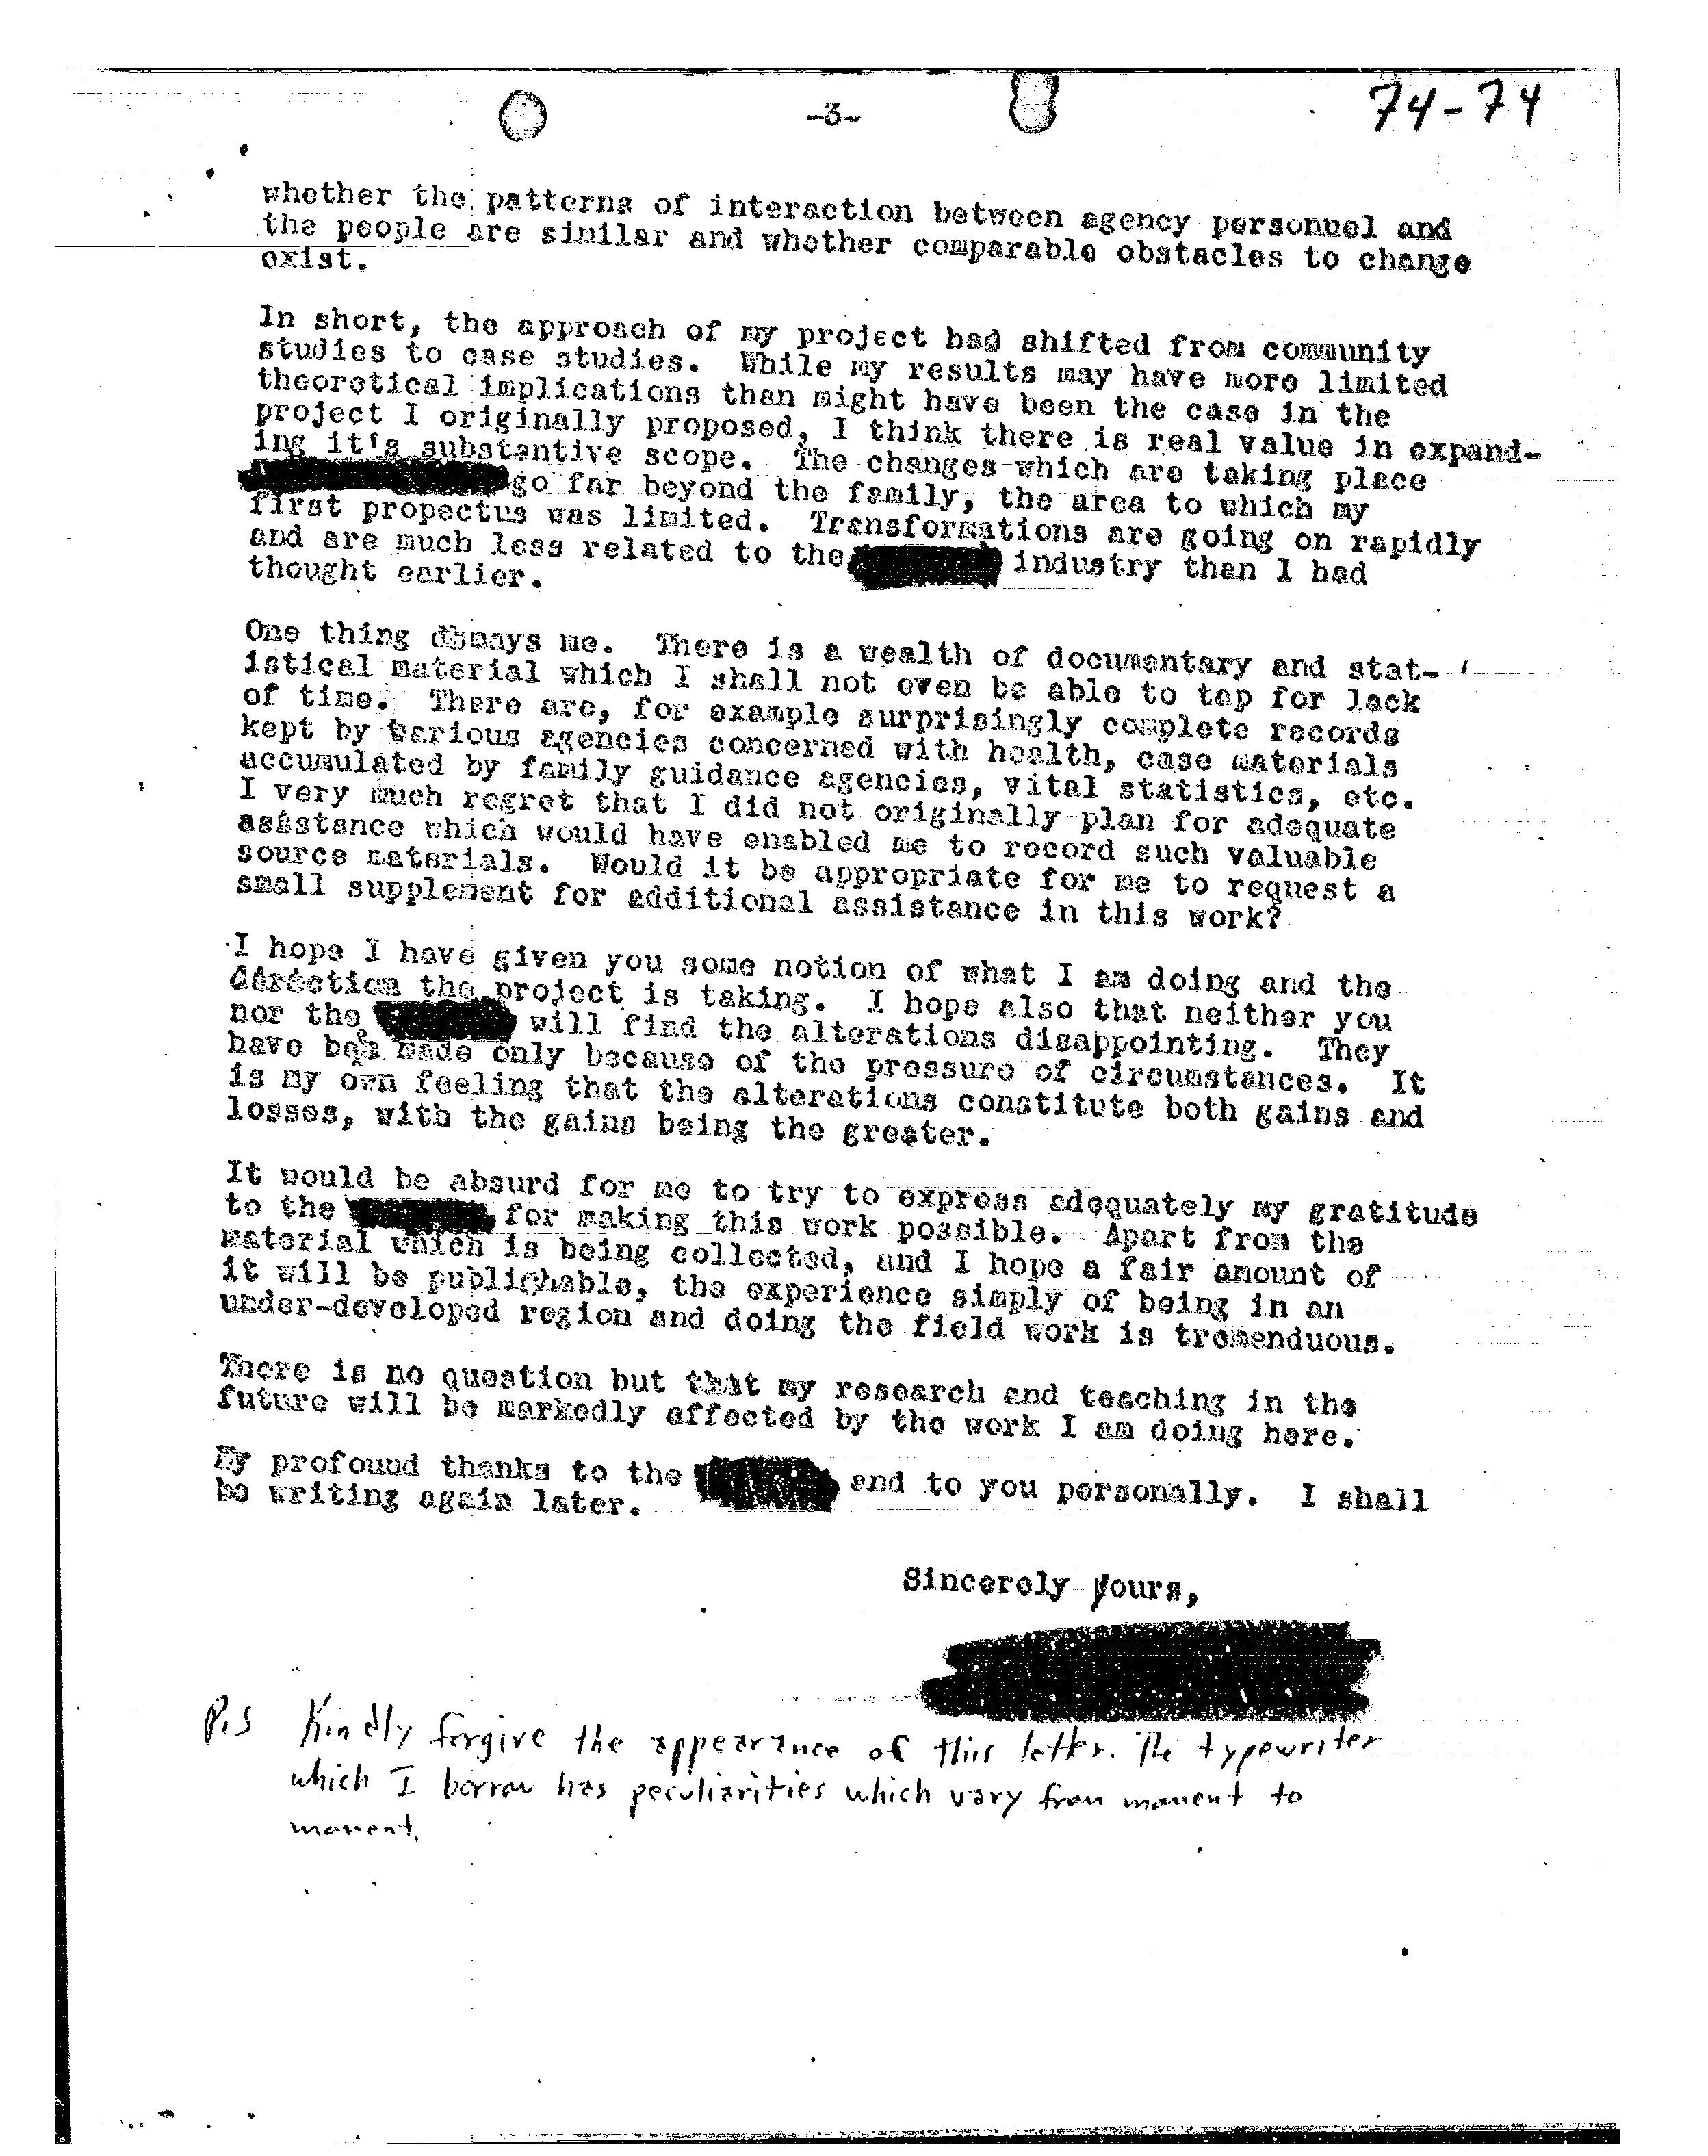 -3-
74-74
whether the patterns of interaction between agency personnel and
the people are similar and whether comparable obstacles to change
exist.
In short, the approach of my project had shifted from community
studies to case studies. While my results may have more limited
theoretical implications than might have been the case in the
project I originally proposed, I think there is real value in expand-
ing it's substantive scope. The changes which are taking place
go far beyond the family, the area to which my
first propectus was limited. Transformations are going on rapidly
and are much less related to the industry than I had
thought earlier.
One thing dismays me. There is a wealth of documentary and stat-
istical material which I shall not even be able to tap for lack
of time. There are, for example surprisingly complete records
kept by various agencies concerned with health, case materials
accumulated by family guidance agencies, vital statistics, etc.
I very much regret that I did not originally plan for adequate
assstance which would have enabled me to record such valuable
source materials. Would it be appropriate for me to request a
small supplement for additional assistance in this work?
I hope I have given you some notion of what I am doing and the
direction the project is taking. I hope also that neither you
nor the will find the alterations disappointing. They
have been made only because of the pressure of circumstances. It
is my own feeling that the alterations constitute both gains and
losses, with the gains being the greater.
It would be absurd for me to try to express adequately my gratitude
to the for making this work possible. Apart from the
material which is being collected, and I hope a fair amount of
it will be publishable, the experience simply of being in an
under-developed region and doing the field work is tremenduous.
There is no question but that my research and teaching in the
future will be markedly affected by the work I am doing here.
My profound thanks to the and to you personally. I shall
be writing again later.
Sincerely yours,
P.S Kindly forgive the appearance of this letter. The typewriter
which I borrow has peculiarities which vary from moment to
moment.